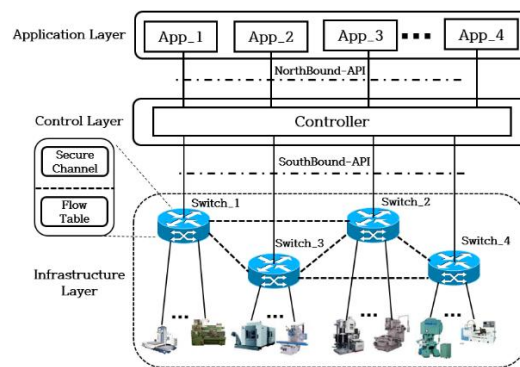 Application Layer
App_1 App_2 App_3 ■■■ App_4
NorthBound-API
Control Layer
Controller
Secure
Channel
SouthBound-API
Flow
Table
Switch_1
Switch_2
Switch_3
Switch_4
Infrastructure
Layer